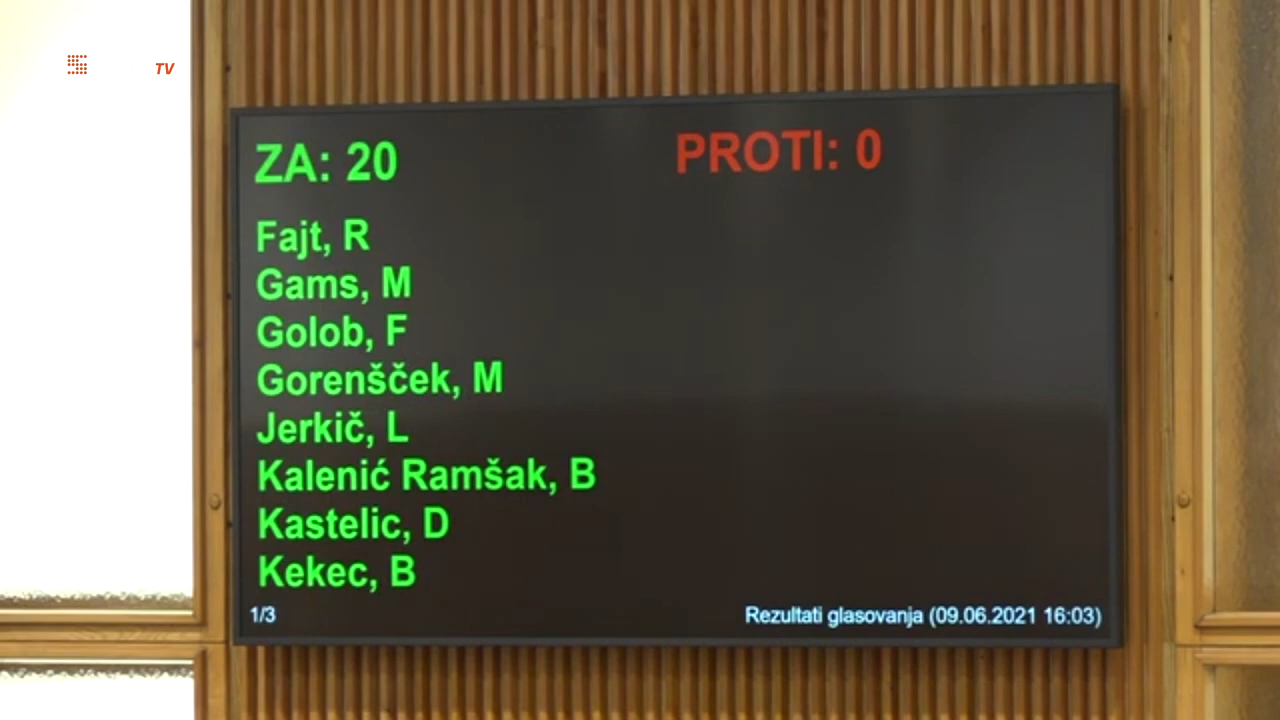 TV
ZA: 20
PROTI: 0
Fajt, R
Gams, M
Golob, F
Gorenšček, M
Jerkič, L
Kalenić Ramšak, B
Kastelic, D
Kekec, B
1/3
Rezultati glasovanja (09.06.2021 16:03)